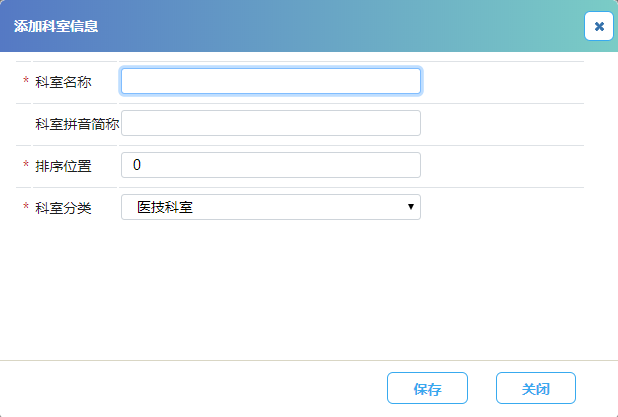 添加科室信息
* 科室名称
科室拼音简称
* 排序位置 0
* 科室分类 医技科室
保存 关闭